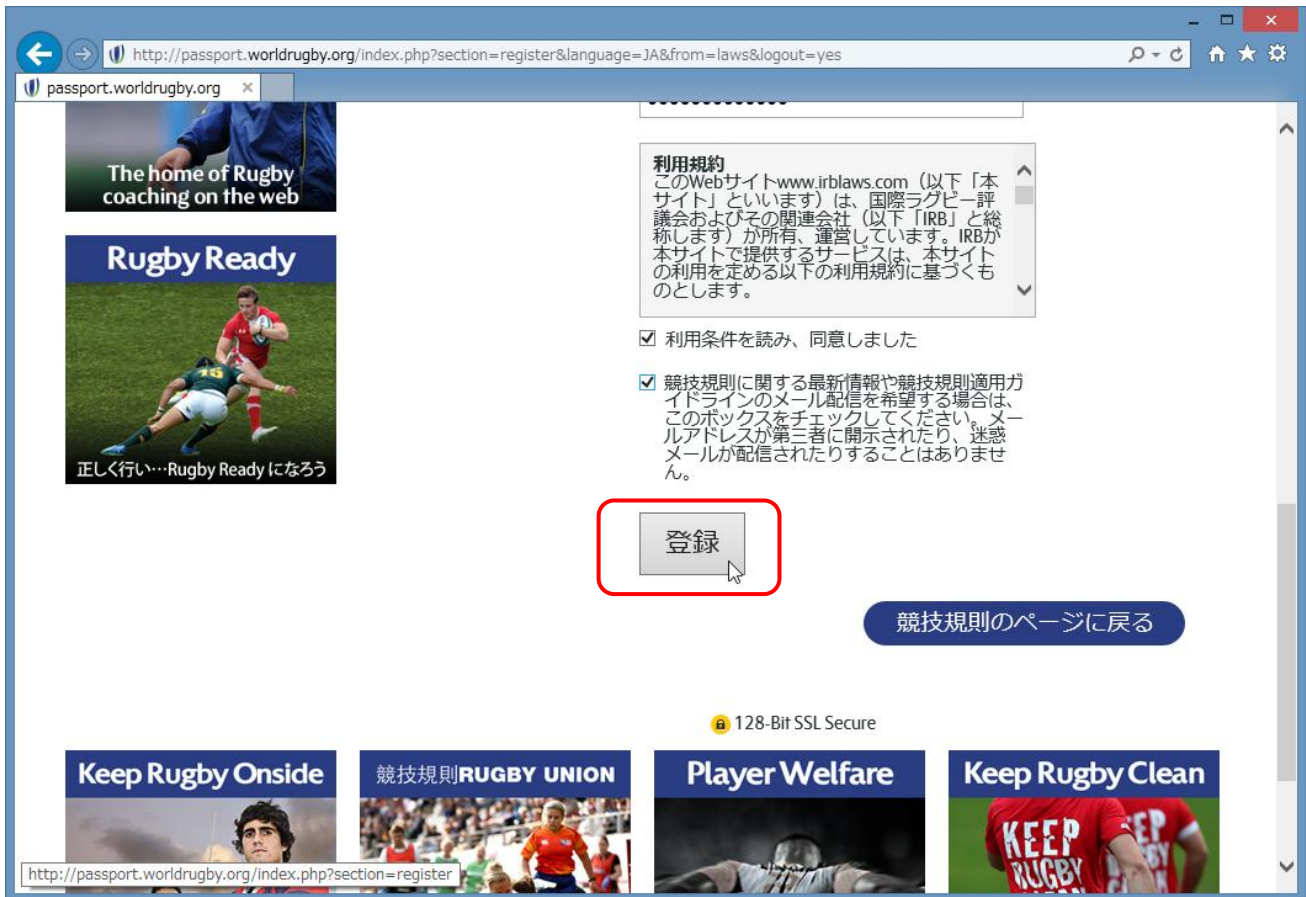 http://passport.worldrugby.org/index.php?section=register&language=JA&from=laws&logout=yes
passport.worldrugby.org
The home of Rugby
coaching on the web
Rugby Ready
15
正しく行い…Rugby Ready になろう
利用規約
このWebサイトwww.irblaws.com（以下「本
サイト」といいます）は、国際ラグビー評
議会およびその関連会社（以下「IRB」と総
称します）が所有、運営しています。IRBが
本サイトで提供するサービスは、本サイト
の利用を定める以下の利用規約に基づくも
のとします。
利用条件を読み、同意しました
競技規則に関する最新情報や競技規則適用ガ
イドラインのメール配信を希望する場合は、
このボックスをチェックしてください。メー
ルアドレスが第三者に開示されたり、迷惑
メールが配信されたりすることはありませ
ん。
登録
競技規則のページに戻る
128-Bit SSL Secure
Keep Rugby Onside
競技規則RUGBY UNION
Player Welfare
Keep Rugby Clean
KEEP
RUGBY
http://passport.worldrugby.org/index.php?section=register